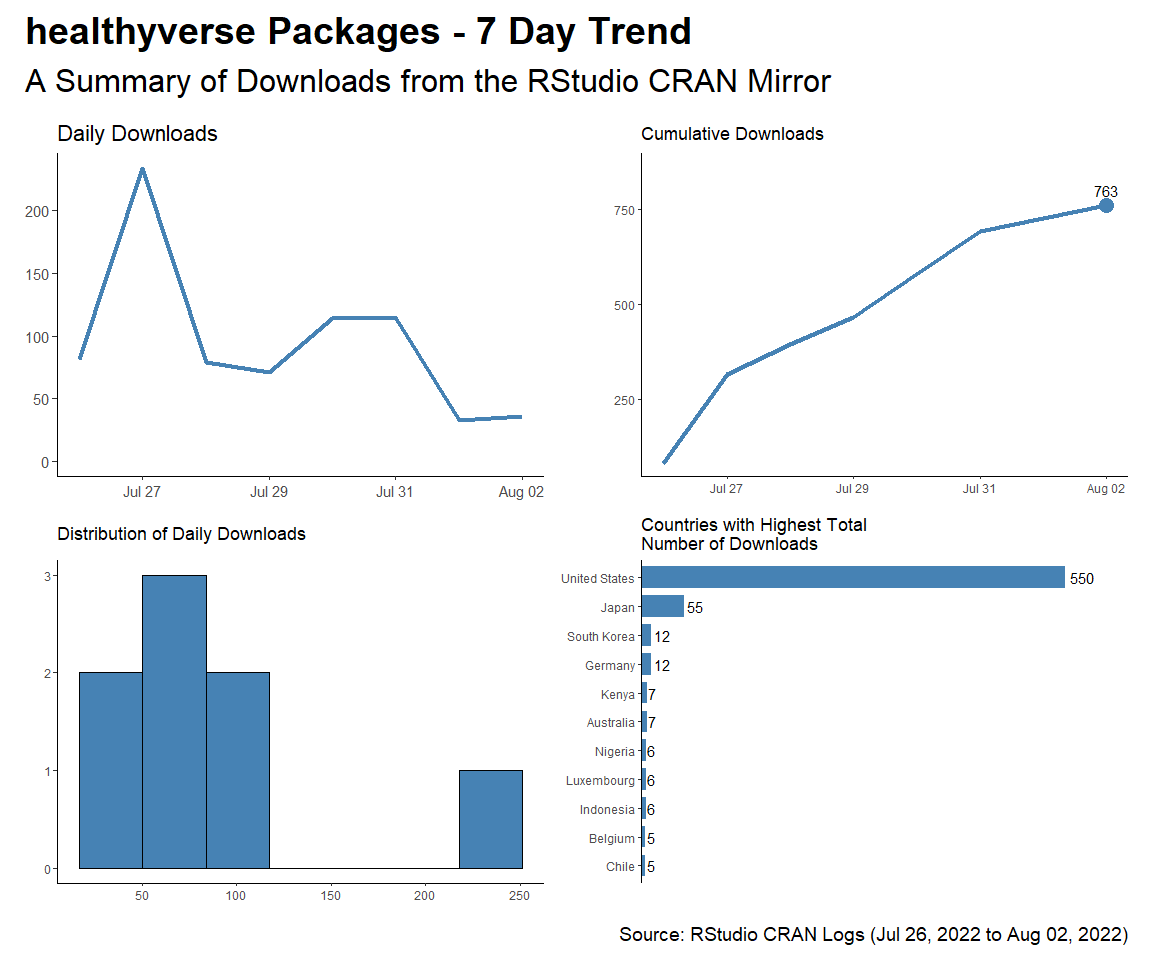 healthyverse Packages - 7 Day Trend
A Summary of Downloads from the RStudio CRAN Mirror
Daily Downloads
200
150
100
50
0
Jul 27 Jul 29 Jul 31 Aug 02
Cumulative Downloads
763
750
500
250
Jul 27 Jul 29 Jul 31 Aug 02
Distribution of Daily Downloads
3
2
1
0
50 100 150 200 250
Countries with Highest Total
Number of Downloads
United States 550
Japan 55
South Korea 12
Germany 12
Kenya 7
Australia 7
Nigeria 6
Luxembourg 6
Indonesia 6
Belgium 5
Chile 5
Source: RStudio CRAN Logs (Jul 26, 2022 to Aug 02, 2022)